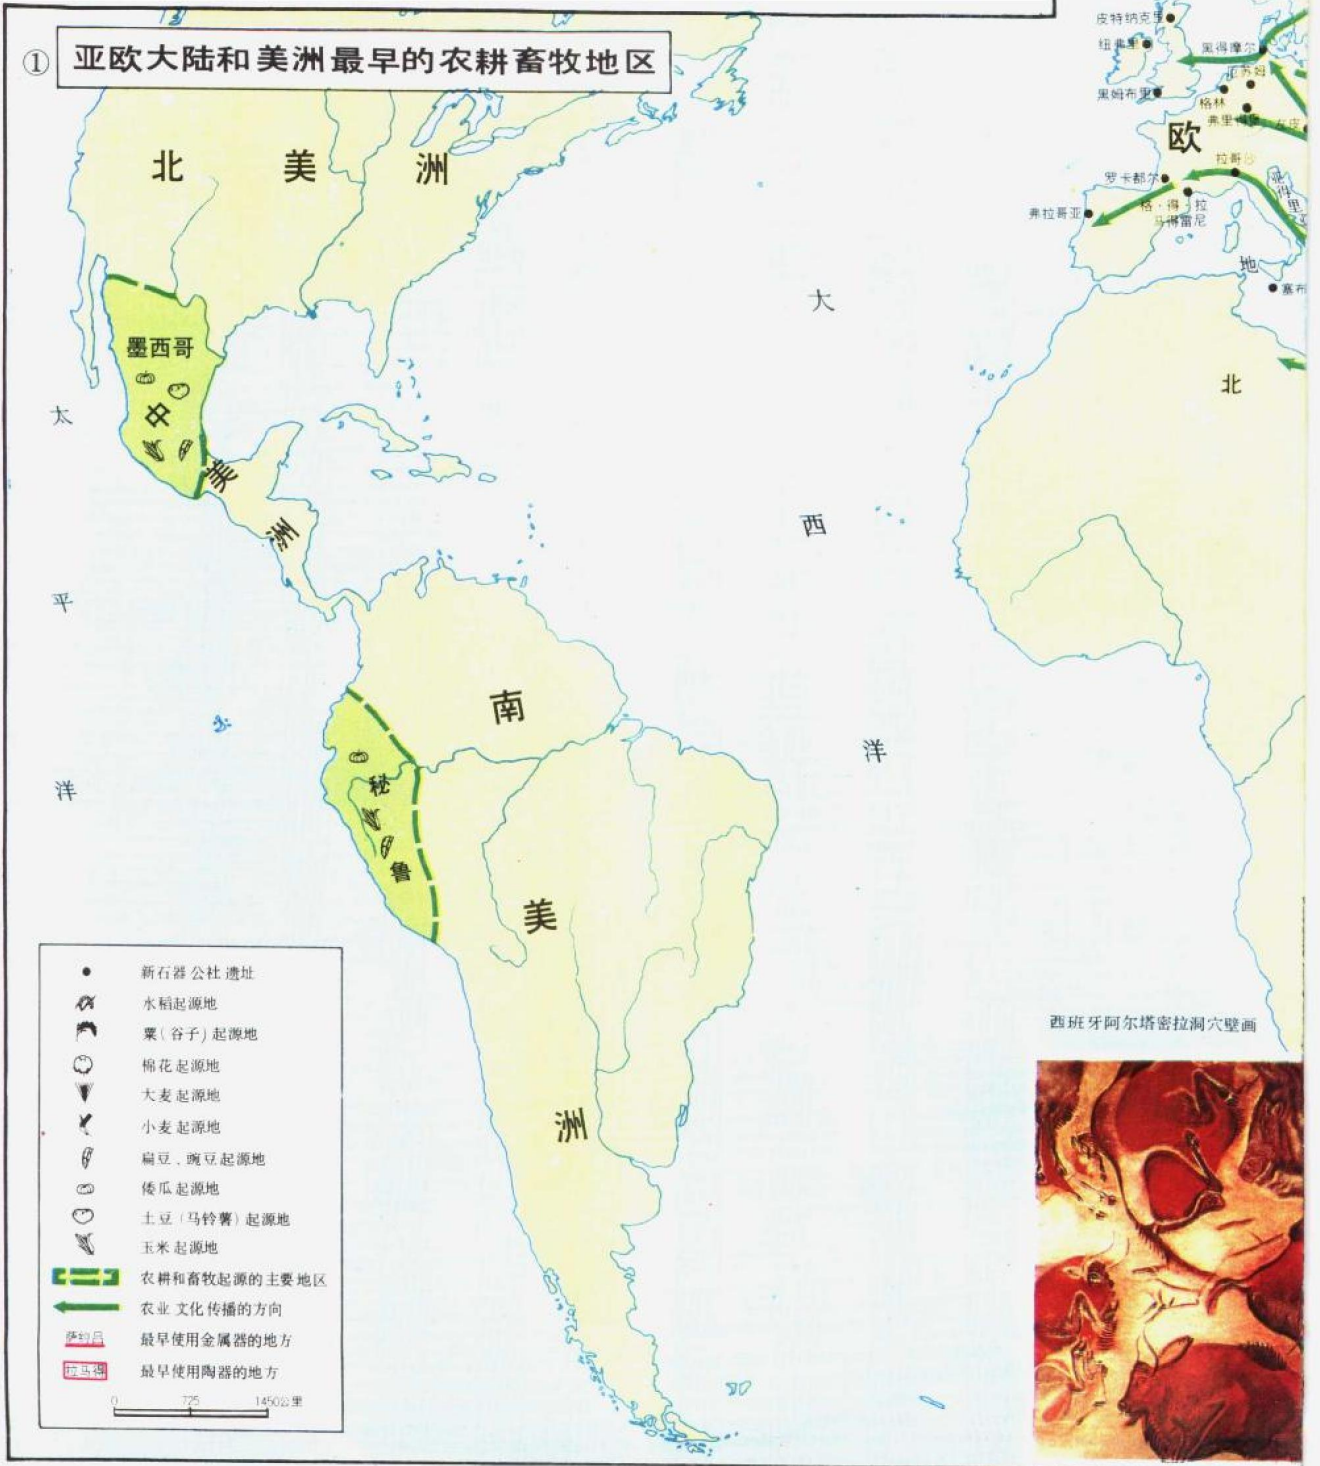 ① 亚欧大陆和美洲最早的农耕畜牧地区
皮特纳克里
纽弗里
黑得摩尔
黑姆布里
格林
欧
拉哥沙
罗卡都尔
弗拉哥亚
格·得·拉
马得雷尼
亚得里亚
地
塞布
北
北美洲
墨西哥
中美洲
大西洋
太平洋
南美洲
秘鲁
新石器公社遗址
水稻起源地
粟(谷子)起源地
棉花起源地
大麦起源地
小麦起源地
扁豆、豌豆起源地
倭瓜起源地
土豆(马铃薯)起源地
玉米起源地
农耕和畜牧起源的主要地区
农业文化传播的方向
最早使用金属器的地方
拉马得 最早使用陶器的地方
0 725 1450公里
西班牙阿尔塔密拉洞穴壁画